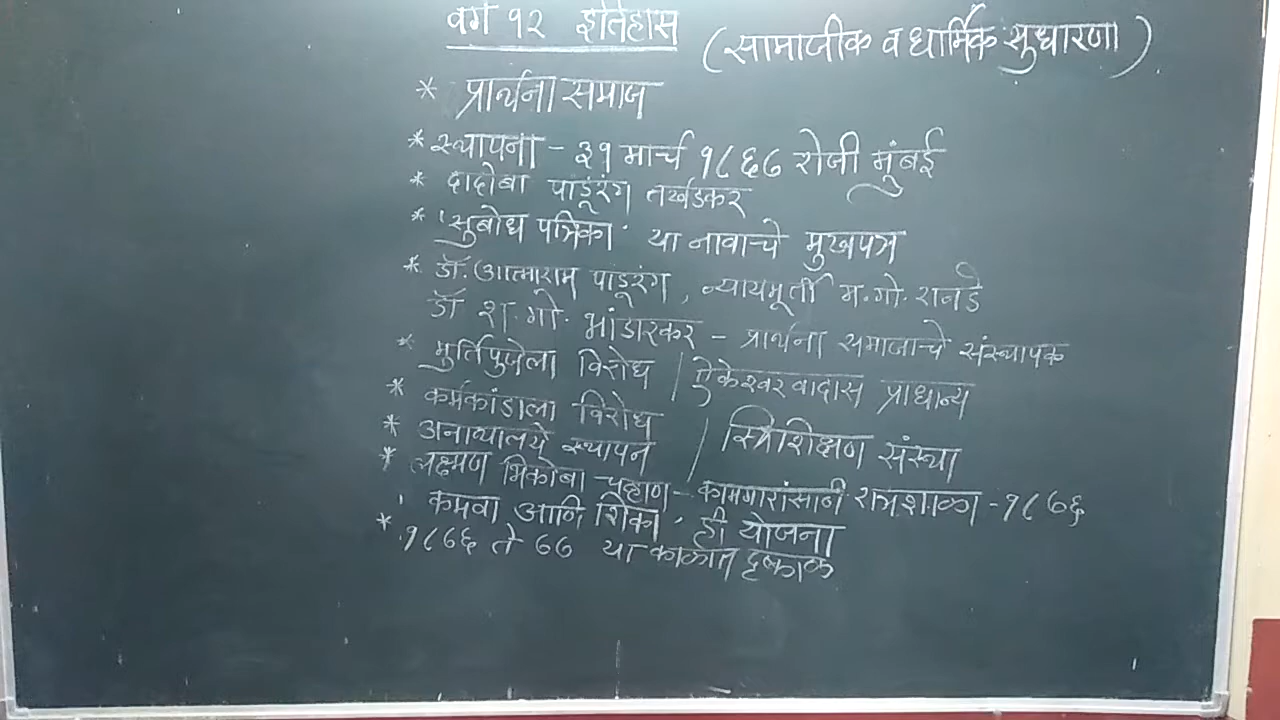 वर्ग १२ इतिहास (सामाजीक व धार्मिक सुधारणा)
* प्रार्थना समाज
* स्थापना - ३१ मार्च १८६७ रोजी मुंबई
* दादोबा पांडूरंग तर्खडकर
* 'सुबोध पत्रिका' या नावाचे मुखपत्र
* डॉ. आत्माराम पांडूरंग, न्यायमूर्ती म.गो. रानडे
डॉ रा.गो. भांडारकर - प्रार्थना समाजाचे संस्थापक
* मुर्तिपुजेला विरोध / ऐकेश्वरवादास प्राधान्य
* कर्मकांडाला विरोध
* अनाथालये स्थापन / स्त्रिशिक्षण संस्था
* लक्ष्मण भिकोबा चव्हाण - कामगारांसाठी रात्रशाळा - १८७६
' कमवा आणि शिका ' ही योजना
* १८७६ ते ७७ या काळात दुष्काळ